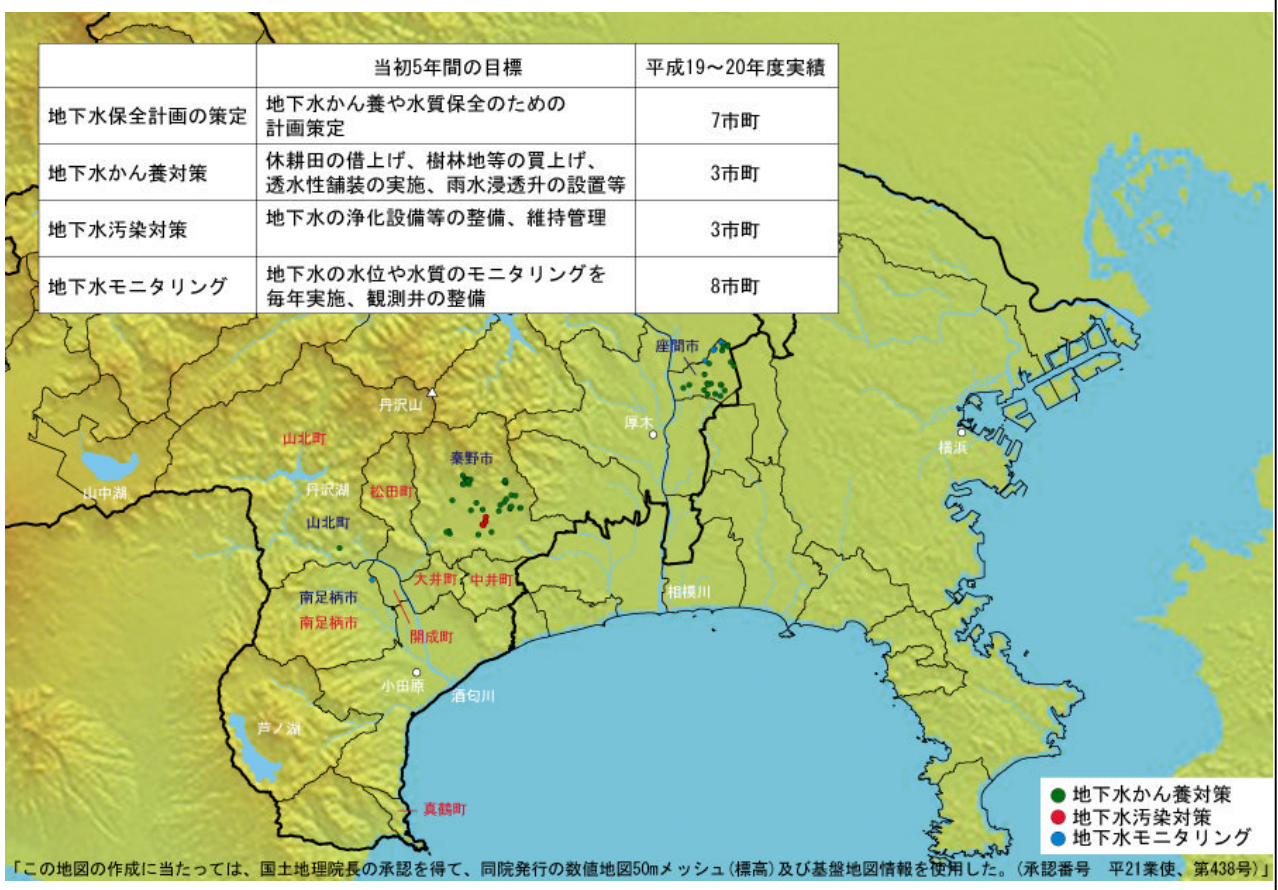 当初5年間の目標
平成19～20年度実績
地下水保全計画の策定
地下水かん養や水質保全のための
計画策定
7市町
地下水かん養対策
休耕田の借上げ、樹林地等の買上げ、
透水性舗装の実施、雨水浸透升の設置等
3市町
地下水汚染対策
地下水の浄化設備等の整備、維持管理
3市町
地下水モニタリング
地下水の水位や水質のモニタリングを
毎年実施、観測井の整備
8市町
座間市
丹沢山
厚木
山北町
横浜
秦野市
山中湖
丹沢湖
松田町
山北町
大井町
中井町
南足柄市
相模川
南足柄市
開成町
小田原
酒匂川
芦ノ湖
真鶴町
地下水かん養対策
地下水汚染対策
地下水モニタリング
「この地図の作成に当たっては、国土地理院長の承認を得て、同院発行の数値地図50mメッシュ(標高)及び基盤地図情報を使用した。(承認番号　平21業使、第438号)」